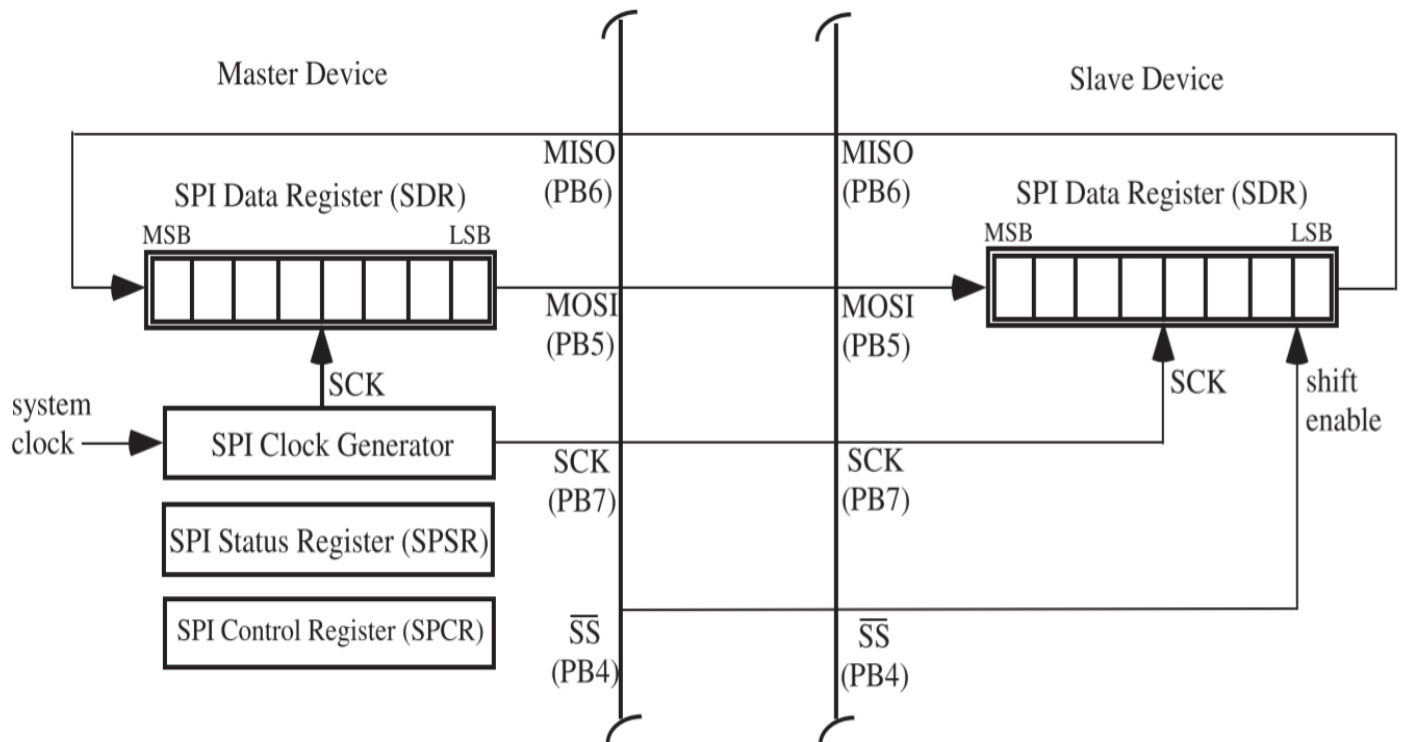 Master Device
Slave Device
MISO
(PB6)
MISO
(PB6)
SPI Data Register (SDR)
MSB
LSB
SPI Data Register (SDR)
MSB
LSB
MOSI
(PB5)
MOSI
(PB5)
SCK
SCK
shift
enable
system
clock
SPI Clock Generator
SCK
(PB7)
SCK
(PB7)
SPI Status Register (SPSR)
SPI Control Register (SPCR)
S̅S̅
(PB4)
S̅S̅
(PB4)